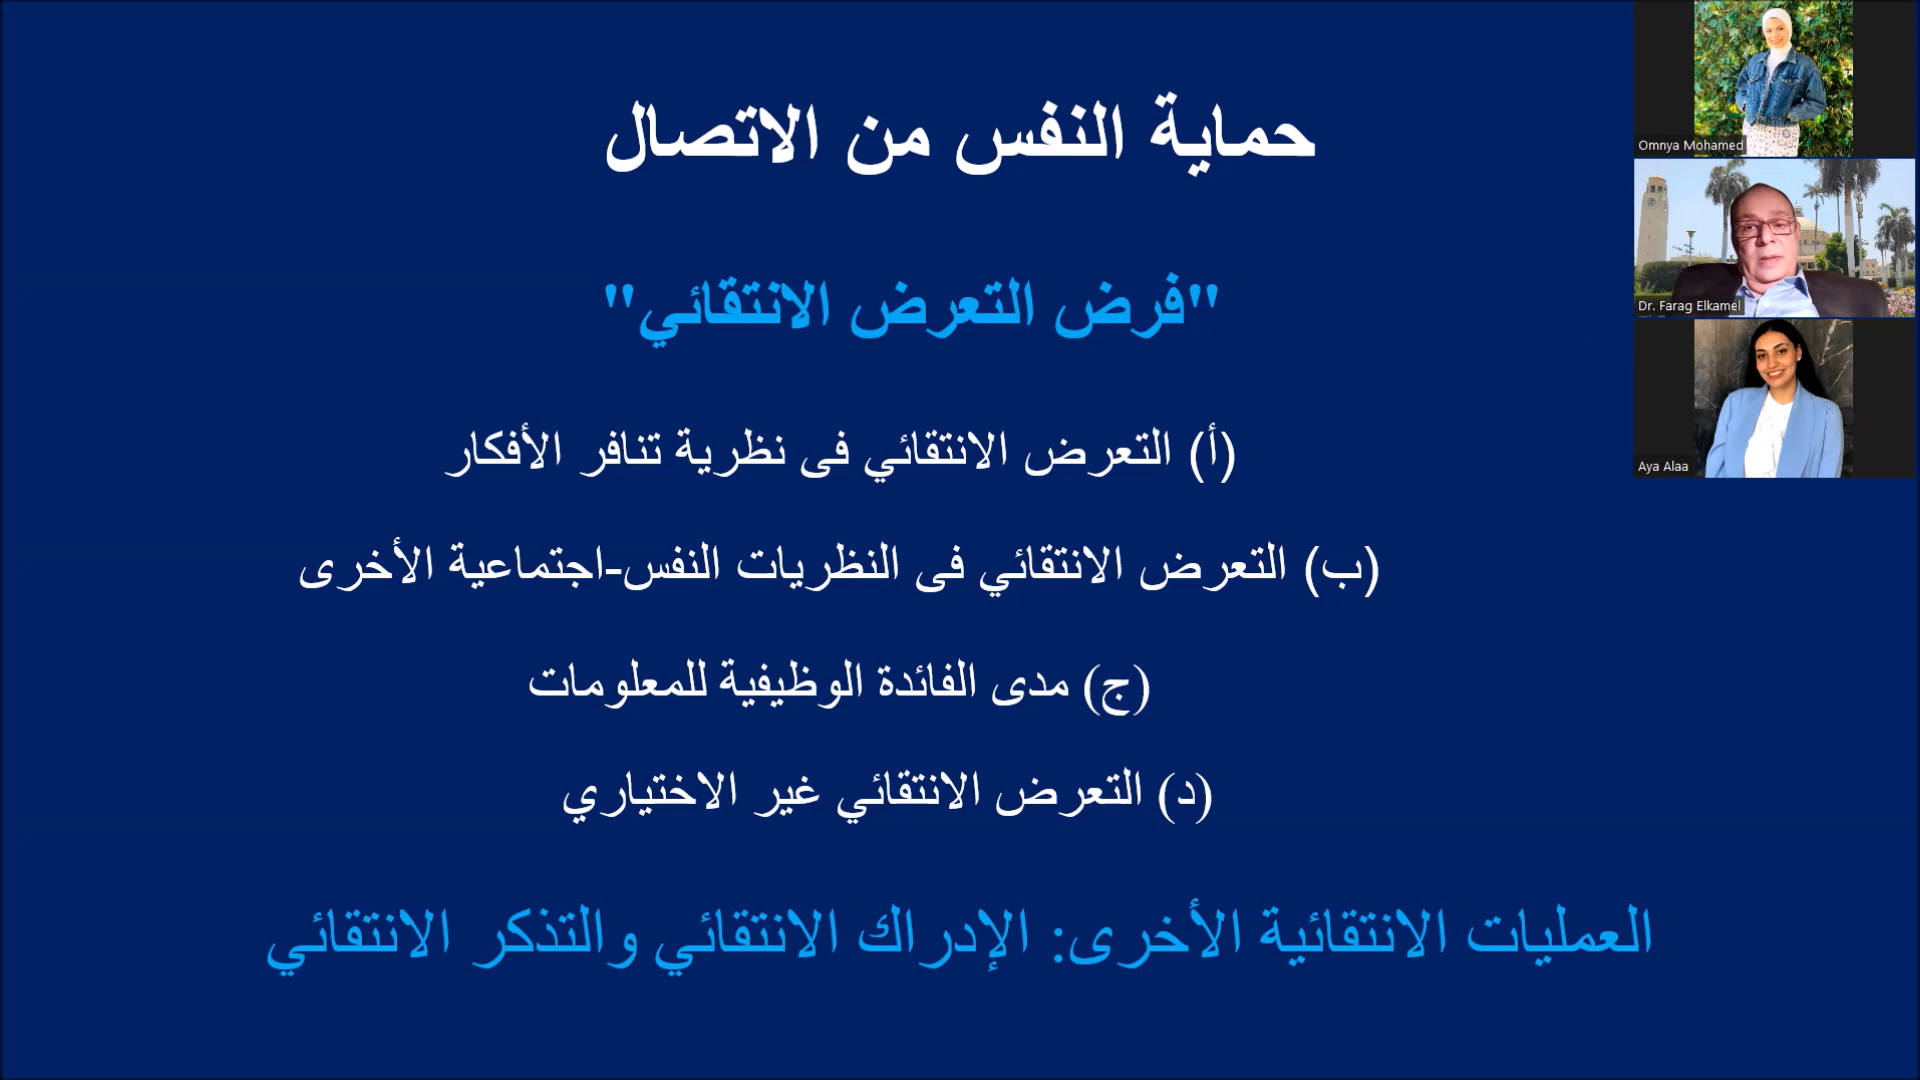 حماية النفس من الاتصال
"فرض التعرض الانتقائي"
(أ) التعرض الانتقائي فى نظرية تنافر الأفكار
(ب) التعرض الانتقائي فى النظريات النفس-اجتماعية الأخرى
(ج) مدى الفائدة الوظيفية للمعلومات
(د) التعرض الانتقائي غير الاختياري
العمليات الانتقائية الأخرى: الإدراك الانتقائي والتذكر الانتقائي
Omnya Mohamed
Dr. Farag Elkamel
Aya Alaa